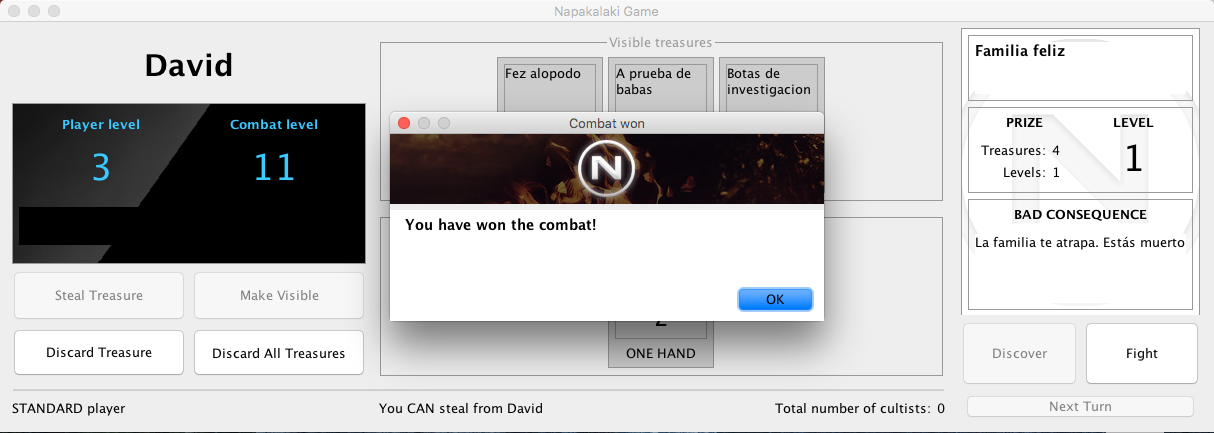 Napakalaki Game
David
Player level
Combat level
3
11
Steal Treasure
Make Visible
Discard Treasure
Discard All Treasures
Visible treasures
Fez alopodo
A prueba de
babas
Botas de
investigacion
Combat won
N
You have won the combat!
OK
ONE HAND
Familia feliz
PRIZE
LEVEL
Treasures: 4
Levels: 1
1
BAD CONSEQUENCE
La familia te atrapa. Estás muerto
Discover
Fight
Next Turn
STANDARD player
You CAN steal from David
Total number of cultists: 0